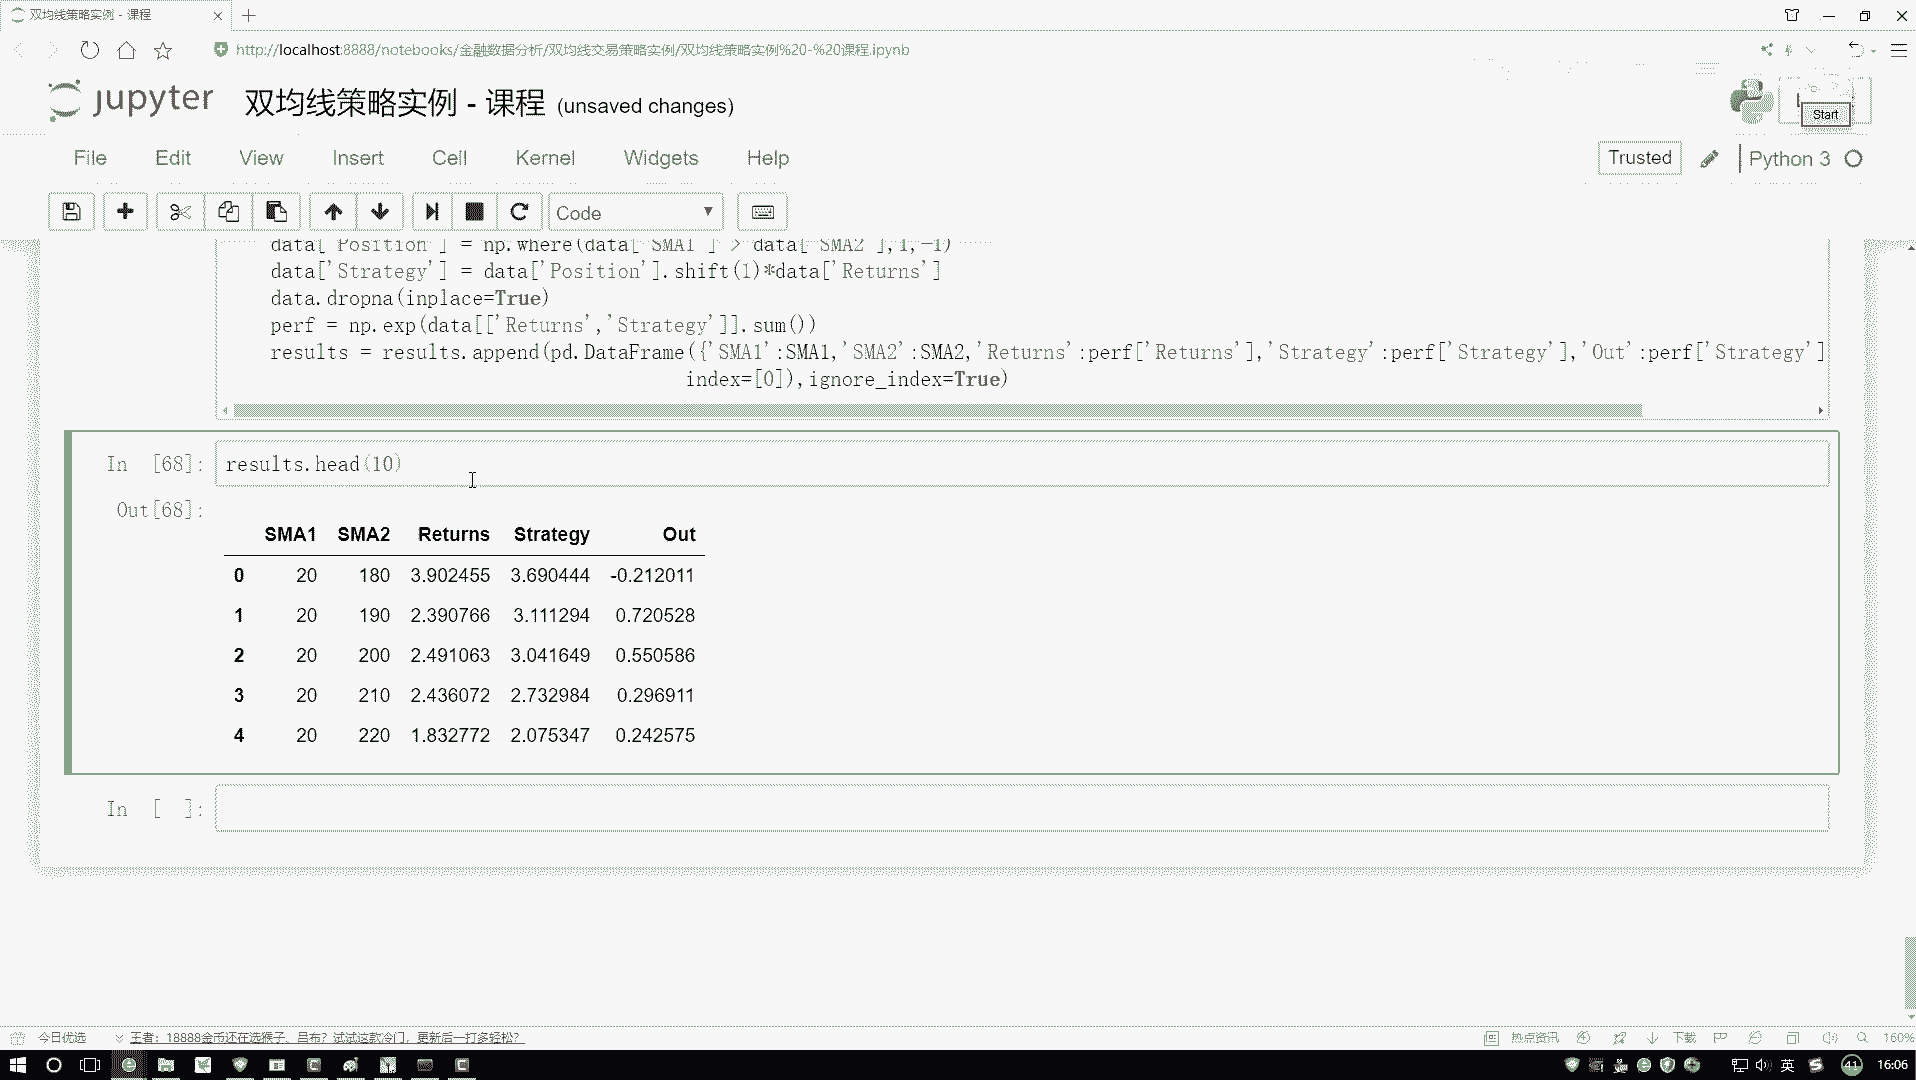 双均线策略实例 - 课程
http://localhost:8888/notebooks/金融数据分析/双均线交易策略实例/双均线策略实例%20-%20课程.ipynb
jupyter 双均线策略实例 - 课程 (unsaved changes)
Start
File Edit View Insert Cell Kernel Widgets Help
Trusted Python 3
Code
data['Position'] = np.where(data['SMA1'] > data['SMA2'],1,-1)
data['Strategy'] = data['Position'].shift(1)*data['Returns']
data.dropna(inplace=True)
perf = np.exp(data[['Returns','Strategy']].sum())
results = results.append(pd.DataFrame({'SMA1':SMA1,'SMA2':SMA2,'Returns':perf['Returns'],'Strategy':perf['Strategy'],'Out':perf['Strategy']
index=[0]),ignore_index=True)
In [68]: results.head(10)
Out[68]:
SMA1 SMA2 Returns Strategy Out
0 20 180 3.902455 3.690444 -0.212011
1 20 190 2.390766 3.111294 0.720528
2 20 200 2.491063 3.041649 0.550586
3 20 210 2.436072 2.732984 0.296911
4 20 220 1.832772 2.075347 0.242575
In [ ]:
今日优选 王者：18888金币还在选猴子、吕布？试试这款冷门，更新后一打多轻松！ 热点资讯 下载 160%
英 41 16:06